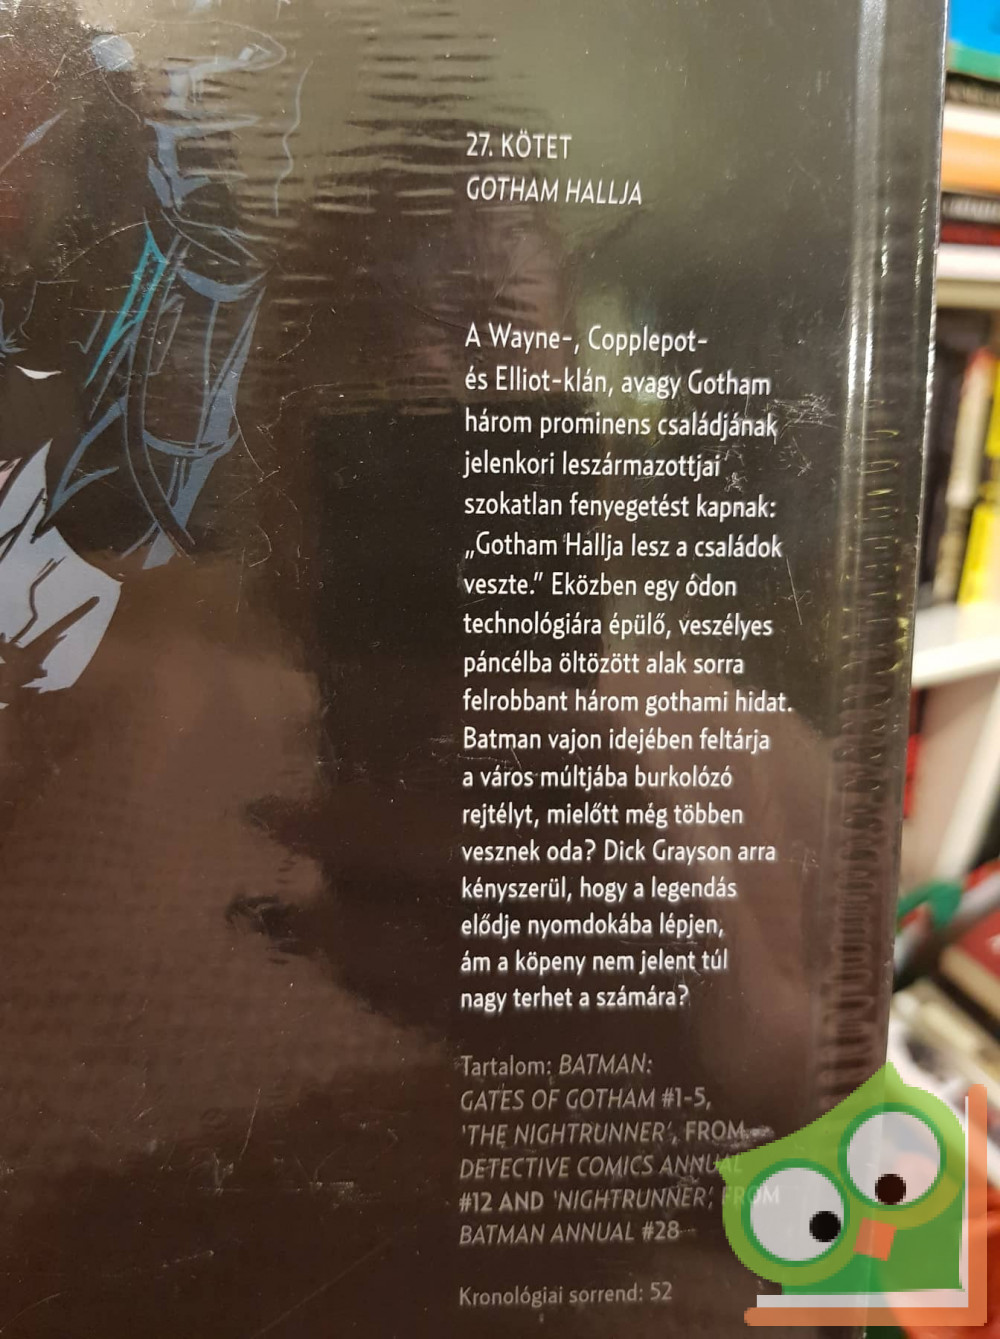 27. KÖTET
GOTHAM HALLJA
A Wayne-, Copplepot-
és Elliot-klán, avagy Gotham
három prominens családjának
jelenkori leszármazottjai
szokatlan fenyegetést kapnak:
„Gotham Hallja lesz a családok
veszte.” Eközben egy ódon
technológiára épülő, veszélyes
páncélba öltözött alak sorra
felrobbant három gothami hidat.
Batman vajon idejében feltárja
a város múltjába burkolózó
rejtélyt, mielőtt még többen
vesznek oda? Dick Grayson arra
kényszerül, hogy a legendás
elődje nyomdokába lépjen,
ám a köpeny nem jelent túl
nagy terhet a számára?
Tartalom: BATMAN:
GATES OF GOTHAM #1-5,
'THE NIGHTRUNNER', FROM
DETECTIVE COMICS ANNUAL
#12 AND 'NIGHTRUNNER', FROM
BATMAN ANNUAL #28
Kronológiai sorrend: 52